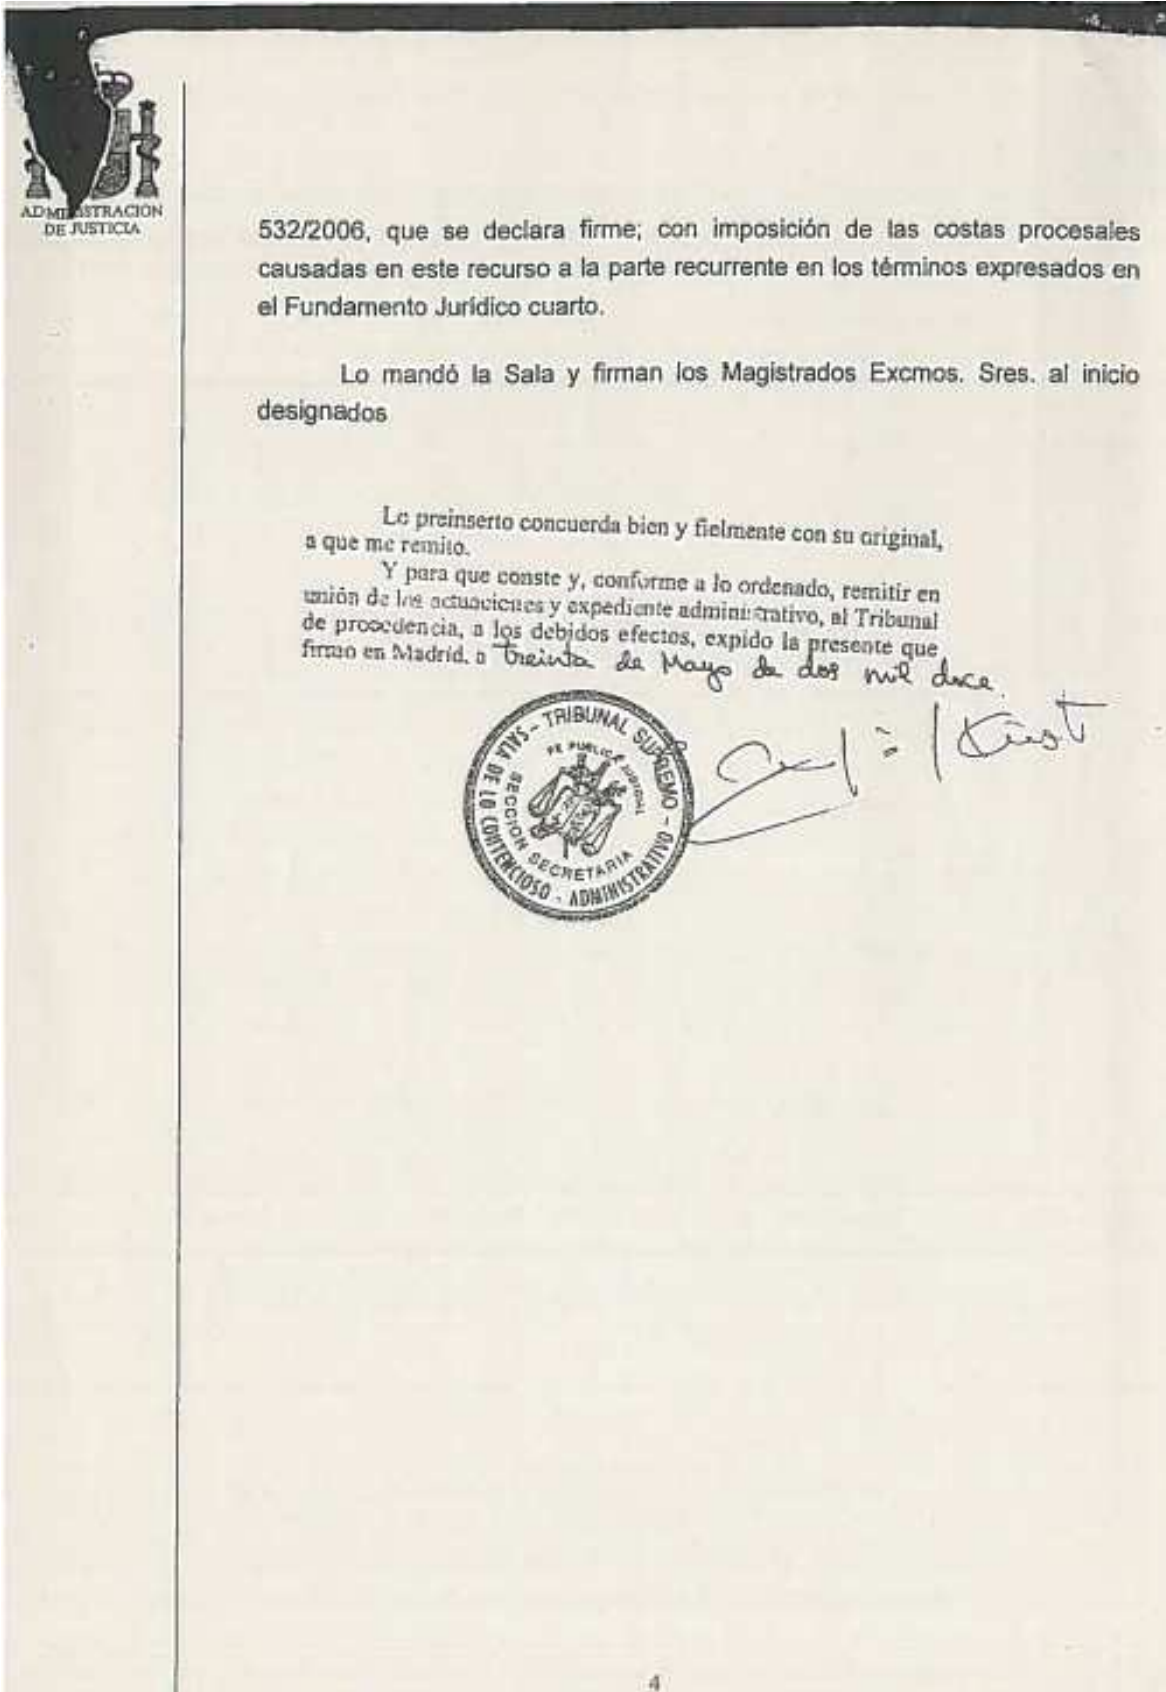 ADMINISTRACION
DE JUSTICIA
532/2006, que se declara firme; con imposición de las costas procesales
causadas en este recurso a la parte recurrente en los términos expresados en
el Fundamento Jurídico cuarto.
Lo mandó la Sala y firman los Magistrados Excmos. Sres. al inicio
designados
Lo preinserto concuerda bien y fielmente con su original,
a que me remito.
Y para que conste y, conforme a lo ordenado, remitir en
unión de las actuaciones y expediente administrativo, al Tribunal
de procedencia, a los debidos efectos, expido la presente que
firmo en Madrid, a treinta de Mayo de dos mil doce.
SALA DE LO CONTENCIOSO - ADMINISTRATIVO - TRIBUNAL SUPREMO -
FE PUBLICA JUDICIAL
SECCION SECRETARIA
4